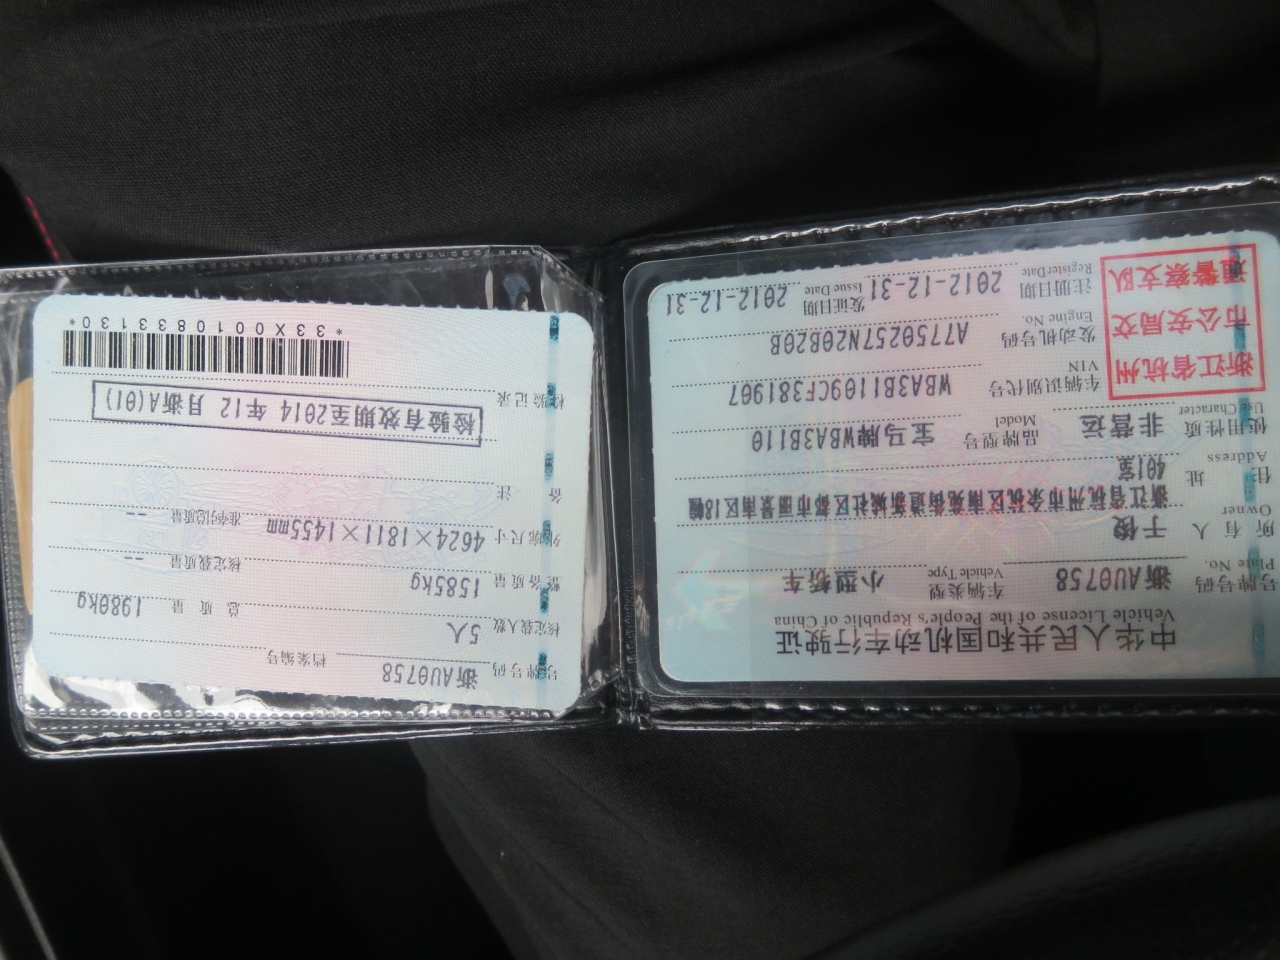 中华人民共和国机动车行驶证
Vehicle License of the People's Republic of China
号牌号码 浙AU0758 车辆类型 小型轿车
Plate No. Vehicle Type
所有人 于俊
Owner
住址 浙江省杭州市余杭区南苑街道新城社区新市丽景南区18幢
Address 401室
使用性质 非营运 品牌型号 宝马牌WBA3B110
Use Character Model
浙江省杭州
市公安局交
通警察支队
车辆识别代号 WBA3B1109CF381907
VIN
发动机号码 A7750257N20B20B
Engine No.
注册日期 2012-12-31 发证日期 2012-12-31
Register Date Issue Date
号牌号码 浙AU0758 档案编号
核定载人数 5人 总质量 1980kg
整备质量 1585kg 核定载质量 --
外廓尺寸 4624×1811×1455mm 准牵引总质量 --
备注
检验记录 检验有效期至2014年12月浙A(01)
*33X0010833130*